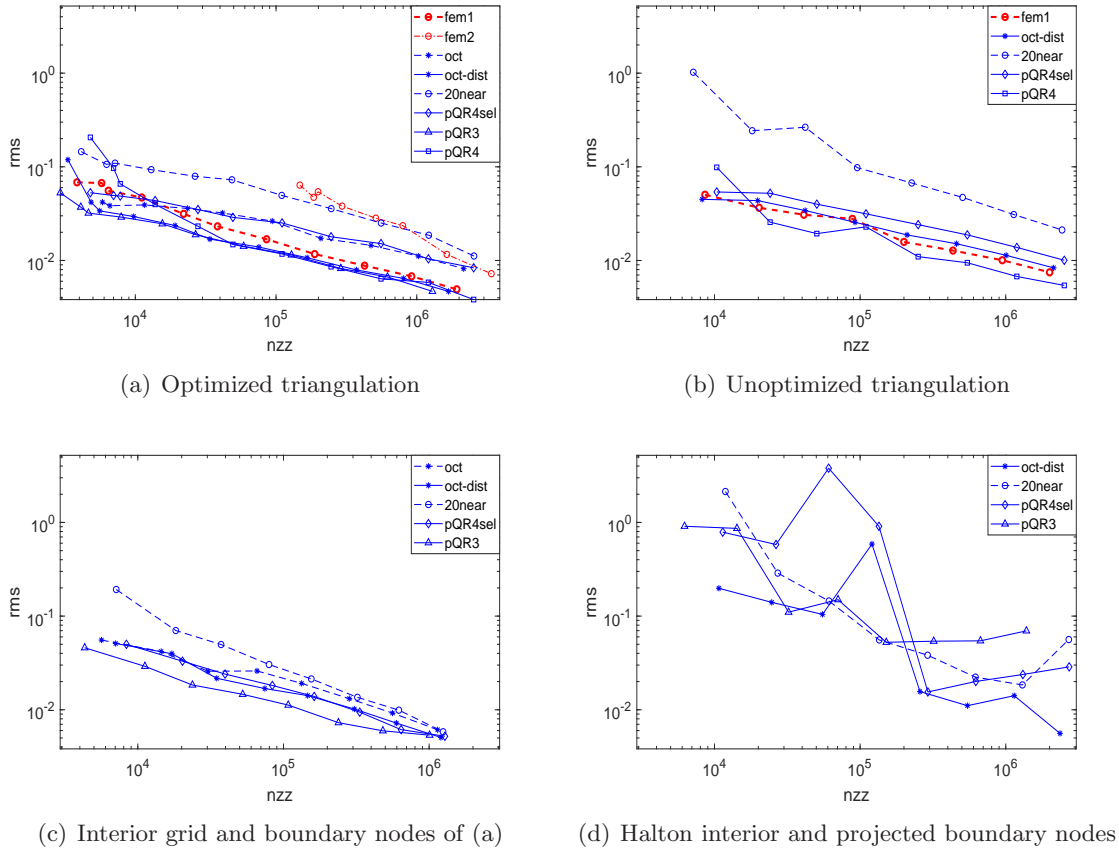 fem1
fem2
oct
oct-dist
20near
pQR4sel
pQR3
pQR4
10^0
10^-1
10^-2
rms
10^4
10^5
10^6
nzz
(a) Optimized triangulation
fem1
oct-dist
20near
pQR4sel
pQR4
10^0
10^-1
10^-2
rms
10^4
10^5
10^6
nzz
(b) Unoptimized triangulation
oct
oct-dist
20near
pQR4sel
pQR3
10^0
10^-1
10^-2
rms
10^4
10^5
10^6
nzz
(c) Interior grid and boundary nodes of (a)
oct-dist
20near
pQR4sel
pQR3
10^0
10^-1
10^-2
rms
10^4
10^5
10^6
nzz
(d) Halton interior and projected boundary nodes